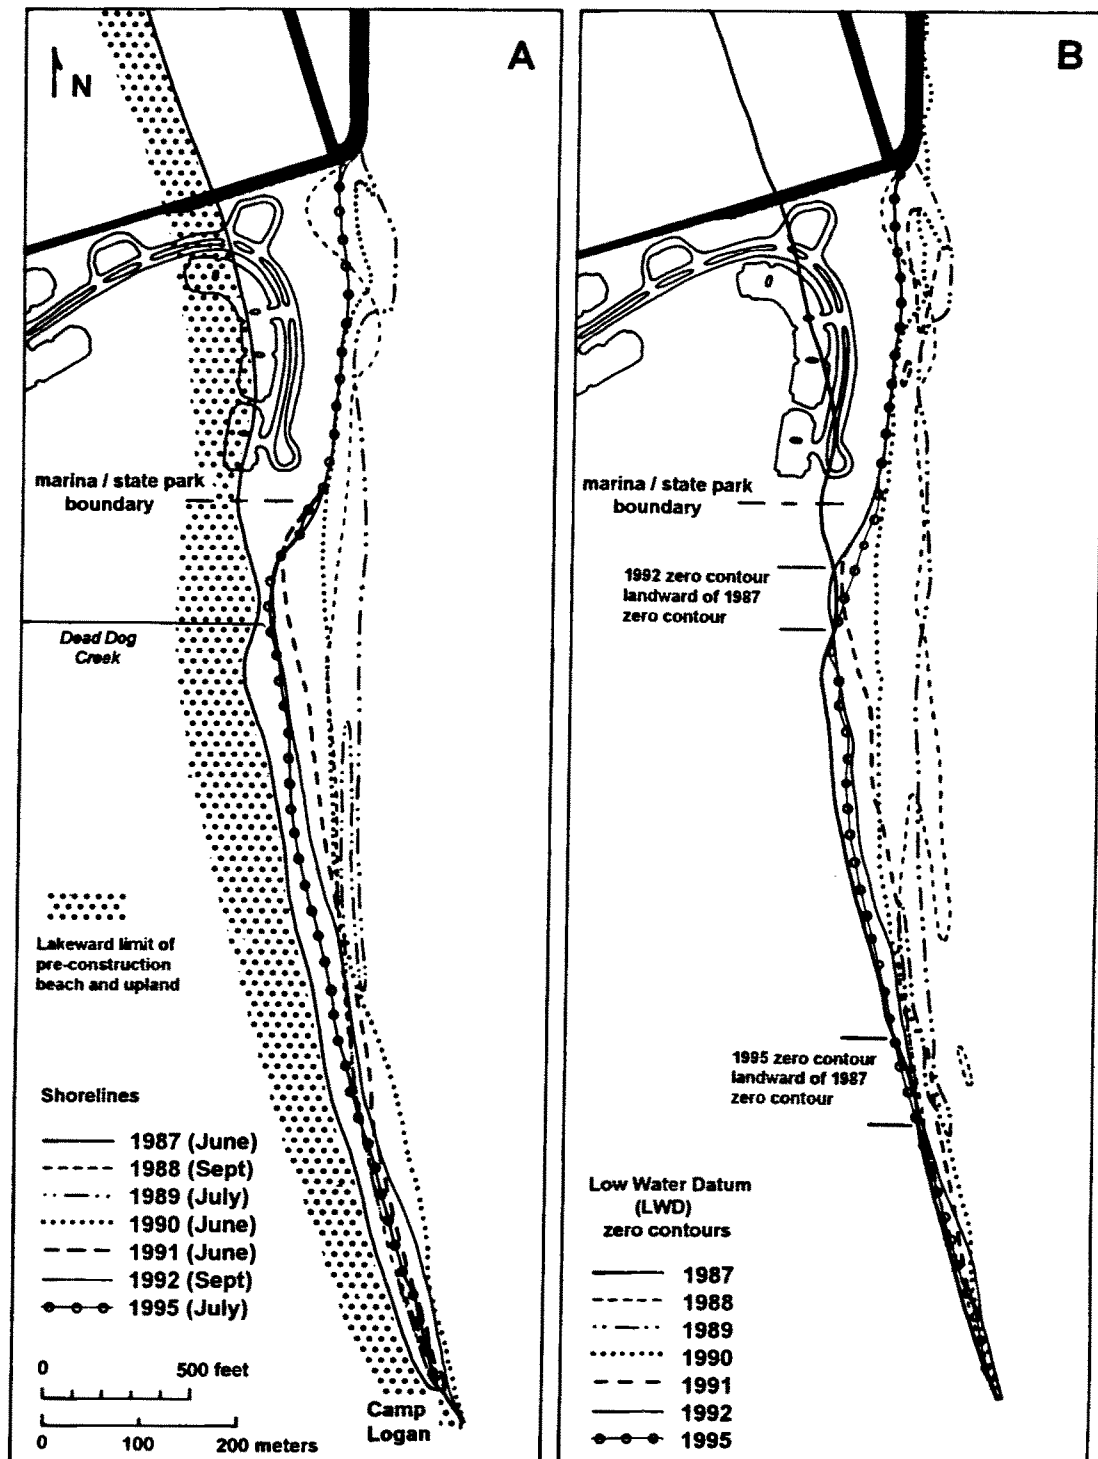 A
N
marina / state park
boundary
Dead Dog
Creek
Lakeward limit of
pre-construction
beach and upland
Shorelines
1987 (June)
1988 (Sept)
1989 (July)
1990 (June)
1991 (June)
1992 (Sept)
1995 (July)
0 500 feet
0 100 200 meters
Camp
Logan
B
marina / state park
boundary
1992 zero contour
landward of 1987
zero contour
1995 zero contour
landward of 1987
zero contour
Low Water Datum
(LWD)
zero contours
1987
1988
1989
1990
1991
1992
1995